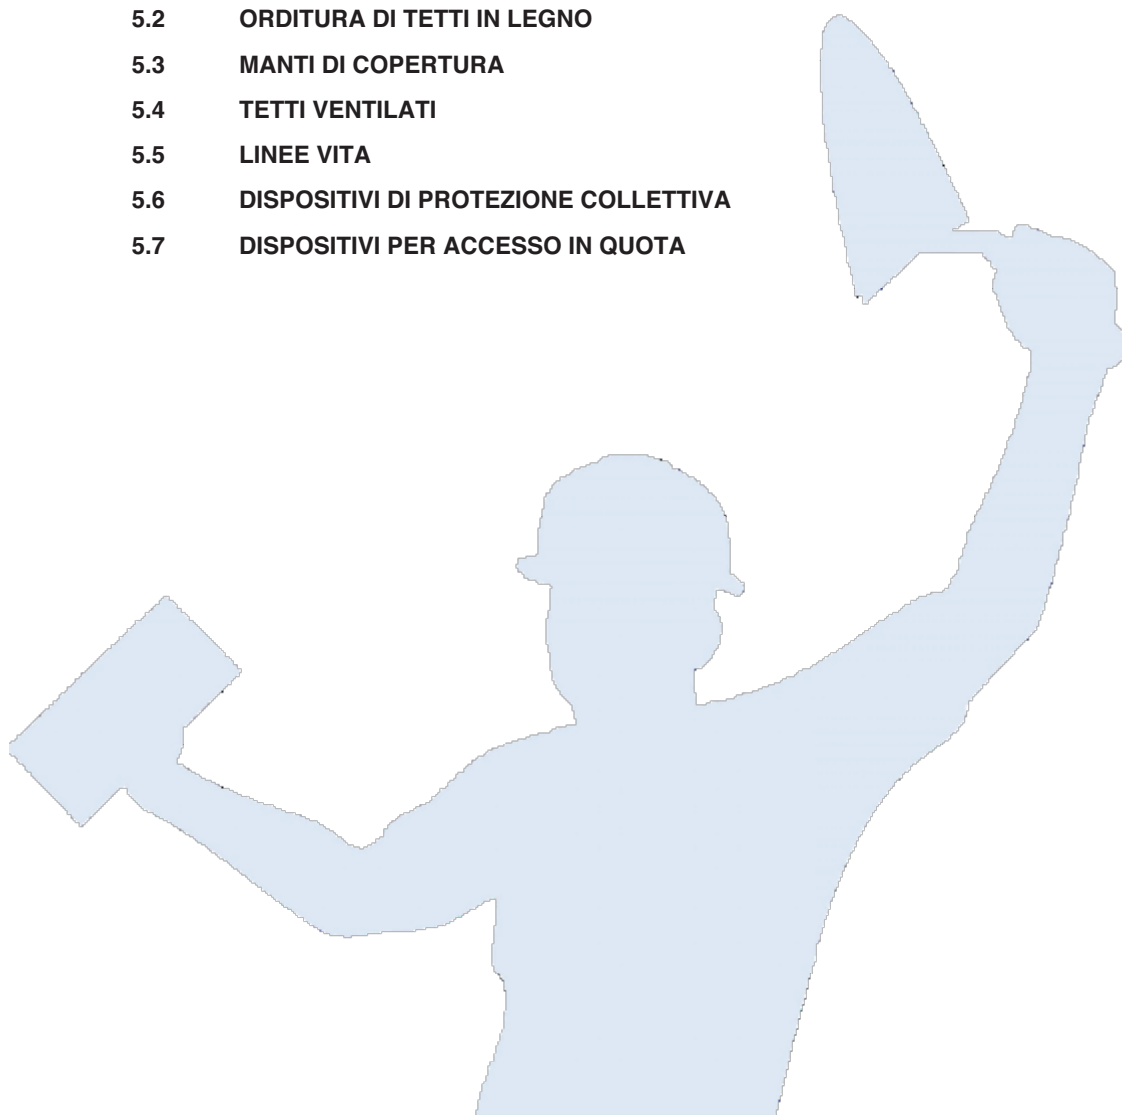 5.2 ORDITURA DI TETTI IN LEGNO
5.3 MANTI DI COPERTURA
5.4 TETTI VENTILATI
5.5 LINEE VITA
5.6 DISPOSITIVI DI PROTEZIONE COLLETTIVA
5.7 DISPOSITIVI PER ACCESSO IN QUOTA